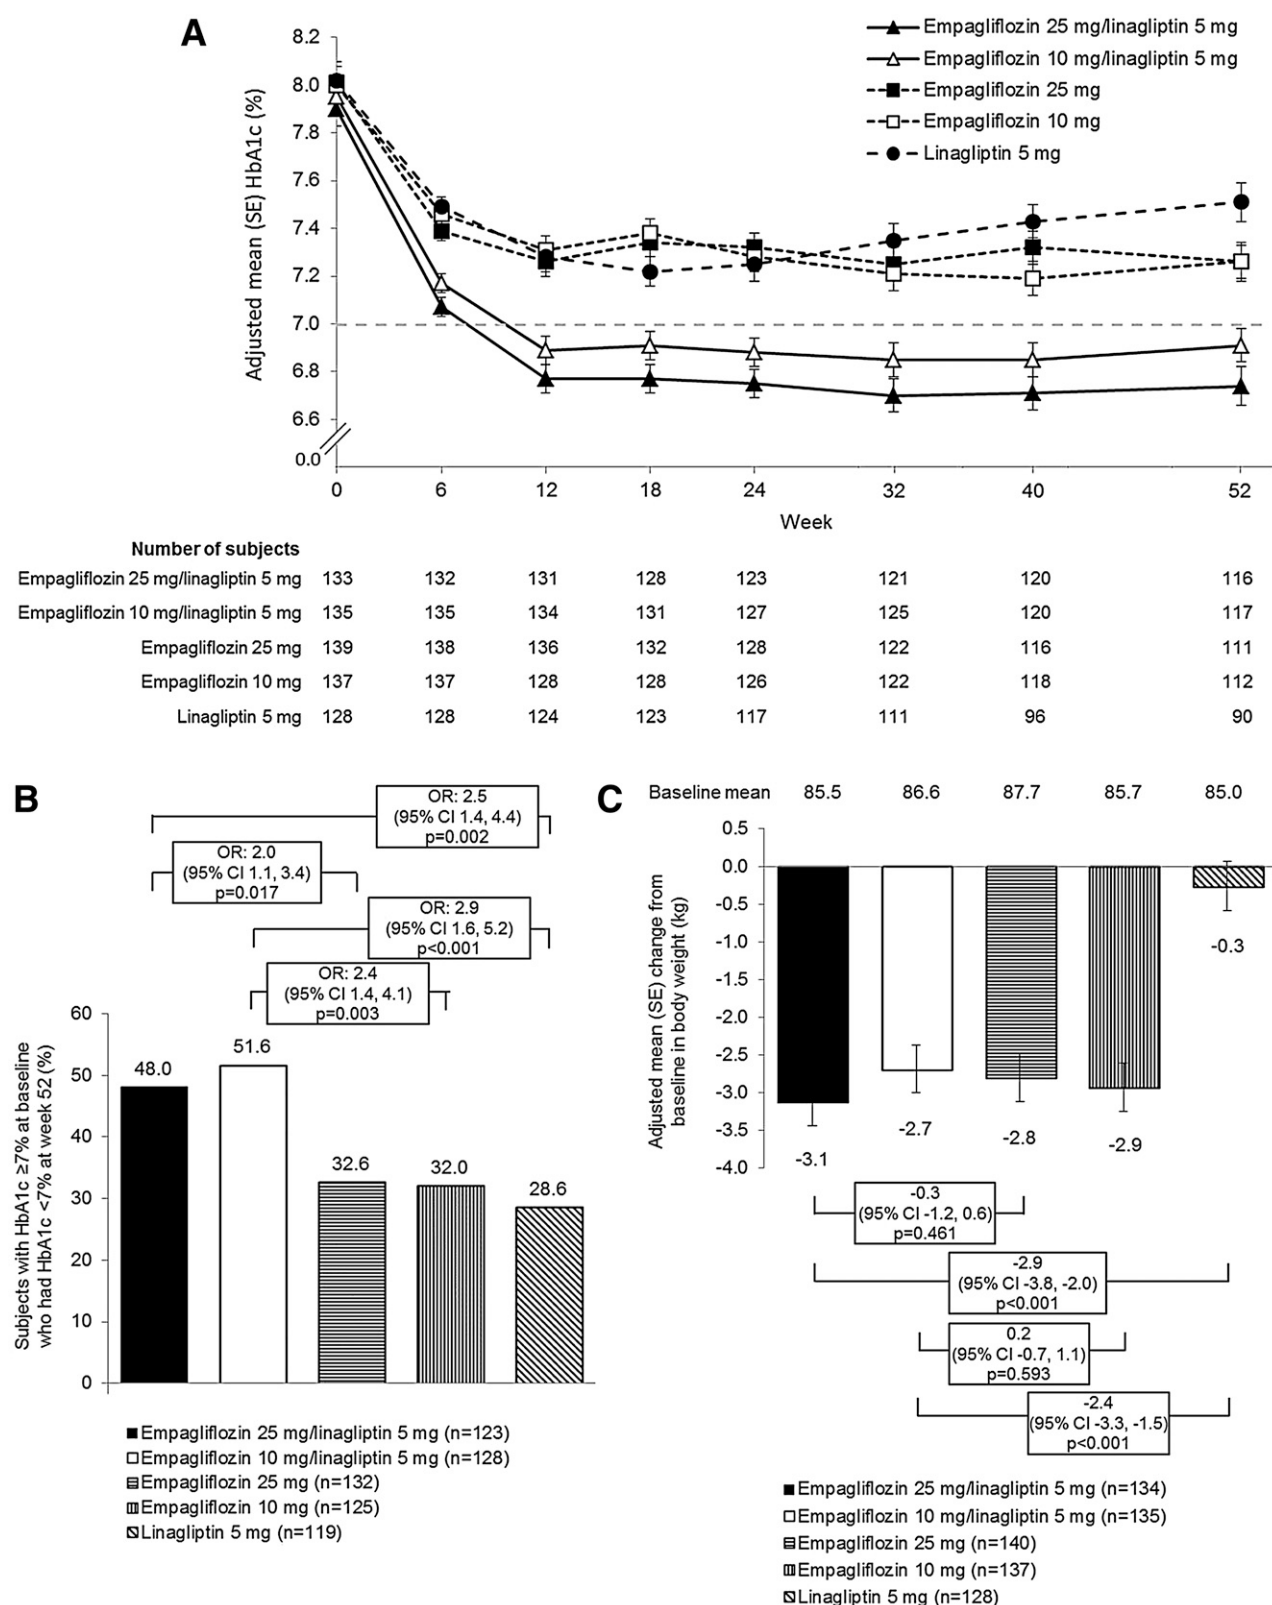 A
Adjusted mean (SE) HbA1c (%)
8.2
8.0
7.8
7.6
7.4
7.2
7.0
6.8
6.6
0.0
Empagliflozin 25 mg/linagliptin 5 mg
Empagliflozin 10 mg/linagliptin 5 mg
Empagliflozin 25 mg
Empagliflozin 10 mg
Linagliptin 5 mg
0 6 12 18 24 32 40 52
Week
Number of subjects
Empagliflozin 25 mg/linagliptin 5 mg 133 132 131 128 123 121 120 116
Empagliflozin 10 mg/linagliptin 5 mg 135 135 134 131 127 125 120 117
Empagliflozin 25 mg 139 138 136 132 128 122 116 111
Empagliflozin 10 mg 137 137 128 128 126 122 118 112
Linagliptin 5 mg 128 128 124 123 117 111 96 90
B
OR: 2.5
(95% CI 1.4, 4.4)
p=0.002
OR: 2.0
(95% CI 1.1, 3.4)
p=0.017
OR: 2.9
(95% CI 1.6, 5.2)
p<0.001
OR: 2.4
(95% CI 1.4, 4.1)
p=0.003
Subjects with HbA1c ≥7% at baseline
who had HbA1c <7% at week 52 (%)
60
50
40
30
20
10
0
48.0
51.6
32.6
32.0
28.6
Empagliflozin 25 mg/linagliptin 5 mg (n=123)
Empagliflozin 10 mg/linagliptin 5 mg (n=128)
Empagliflozin 25 mg (n=132)
Empagliflozin 10 mg (n=125)
Linagliptin 5 mg (n=119)
C
Baseline mean 85.5 86.6 87.7 85.7 85.0
Adjusted mean (SE) change from
baseline in body weight (kg)
0.5
0.0
-0.5
-1.0
-1.5
-2.0
-2.5
-3.0
-3.5
-4.0
-3.1
-2.7
-2.8
-2.9
-0.3
-0.3
(95% CI -1.2, 0.6)
p=0.461
-2.9
(95% CI -3.8, -2.0)
p<0.001
0.2
(95% CI -0.7, 1.1)
p=0.593
-2.4
(95% CI -3.3, -1.5)
p<0.001
Empagliflozin 25 mg/linagliptin 5 mg (n=134)
Empagliflozin 10 mg/linagliptin 5 mg (n=135)
Empagliflozin 25 mg (n=140)
Empagliflozin 10 mg (n=137)
Linagliptin 5 mg (n=128)